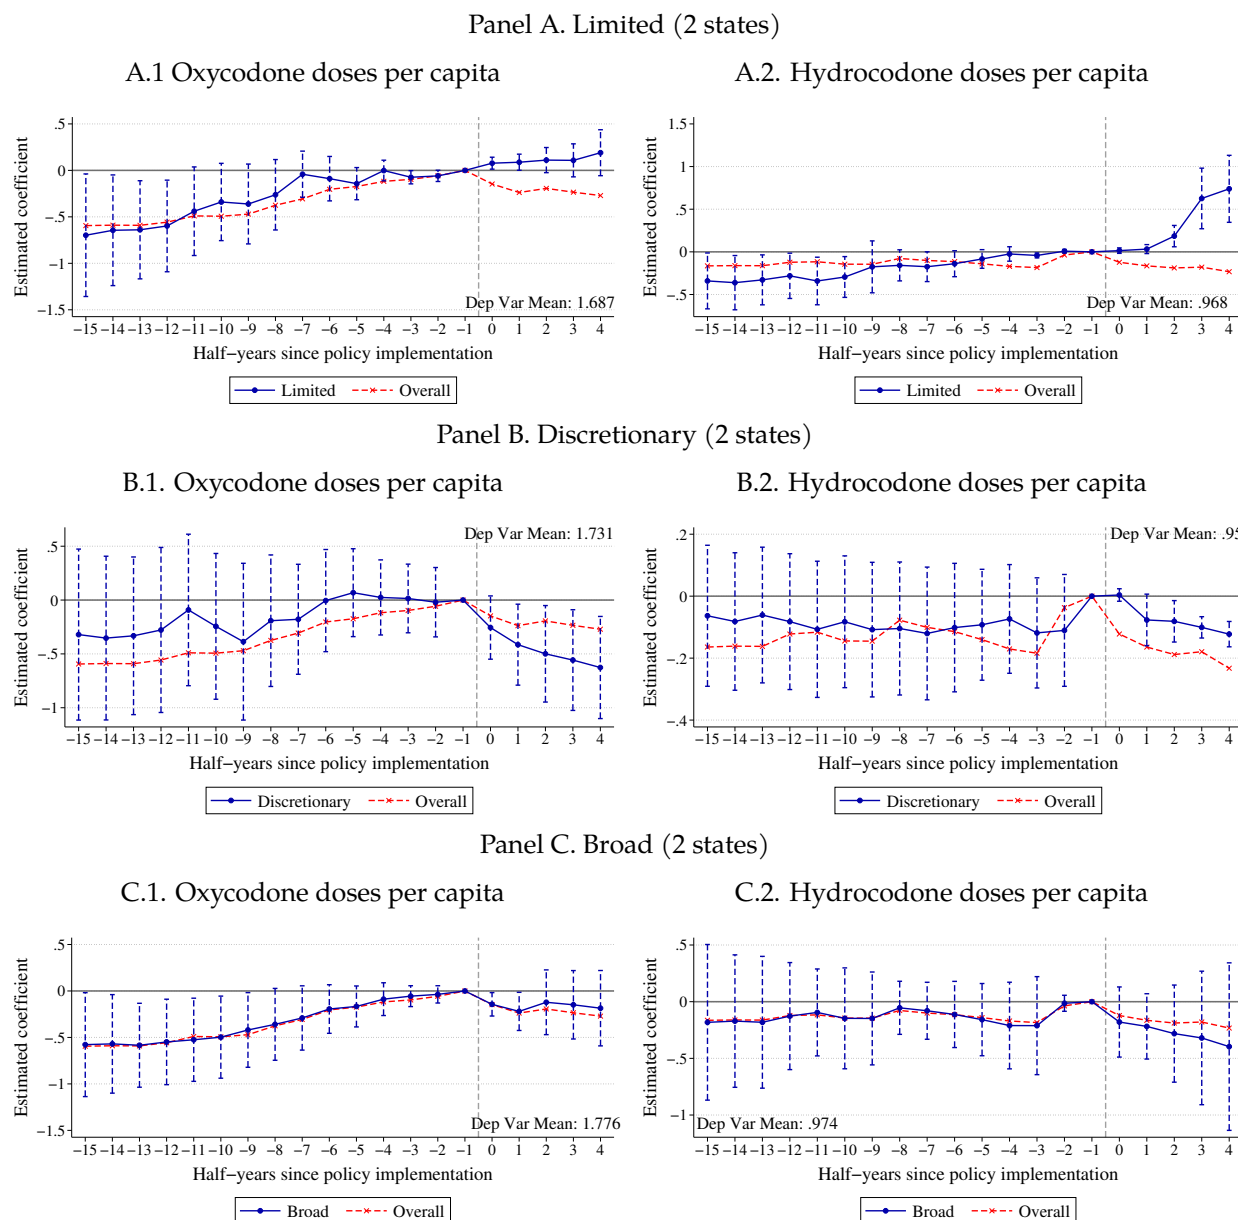 Panel A. Limited (2 states)
A.1 Oxycodone doses per capita
A.2. Hydrocodone doses per capita
Estimated coefficient
.5
0
−.5
−1
−1.5
Dep Var Mean: 1.687
−15 −14 −13 −12 −11 −10 −9 −8 −7 −6 −5 −4 −3 −2 −1 0 1 2 3 4
Half−years since policy implementation
Limited Overall
Estimated coefficient
1.5
1
.5
0
−.5
Dep Var Mean: .968
−15 −14 −13 −12 −11 −10 −9 −8 −7 −6 −5 −4 −3 −2 −1 0 1 2 3 4
Half−years since policy implementation
Limited Overall
Panel B. Discretionary (2 states)
B.1. Oxycodone doses per capita
B.2. Hydrocodone doses per capita
Estimated coefficient
.5
0
−.5
−1
Dep Var Mean: 1.731
−15 −14 −13 −12 −11 −10 −9 −8 −7 −6 −5 −4 −3 −2 −1 0 1 2 3 4
Half−years since policy implementation
Discretionary Overall
Estimated coefficient
.2
0
−.2
−.4
Dep Var Mean: .95
−15 −14 −13 −12 −11 −10 −9 −8 −7 −6 −5 −4 −3 −2 −1 0 1 2 3 4
Half−years since policy implementation
Discretionary Overall
Panel C. Broad (2 states)
C.1. Oxycodone doses per capita
C.2. Hydrocodone doses per capita
Estimated coefficient
.5
0
−.5
−1
−1.5
Dep Var Mean: 1.776
−15 −14 −13 −12 −11 −10 −9 −8 −7 −6 −5 −4 −3 −2 −1 0 1 2 3 4
Half−years since policy implementation
Broad Overall
Estimated coefficient
.5
0
−.5
−1
Dep Var Mean: .974
−15 −14 −13 −12 −11 −10 −9 −8 −7 −6 −5 −4 −3 −2 −1 0 1 2 3 4
Half−years since policy implementation
Broad Overall